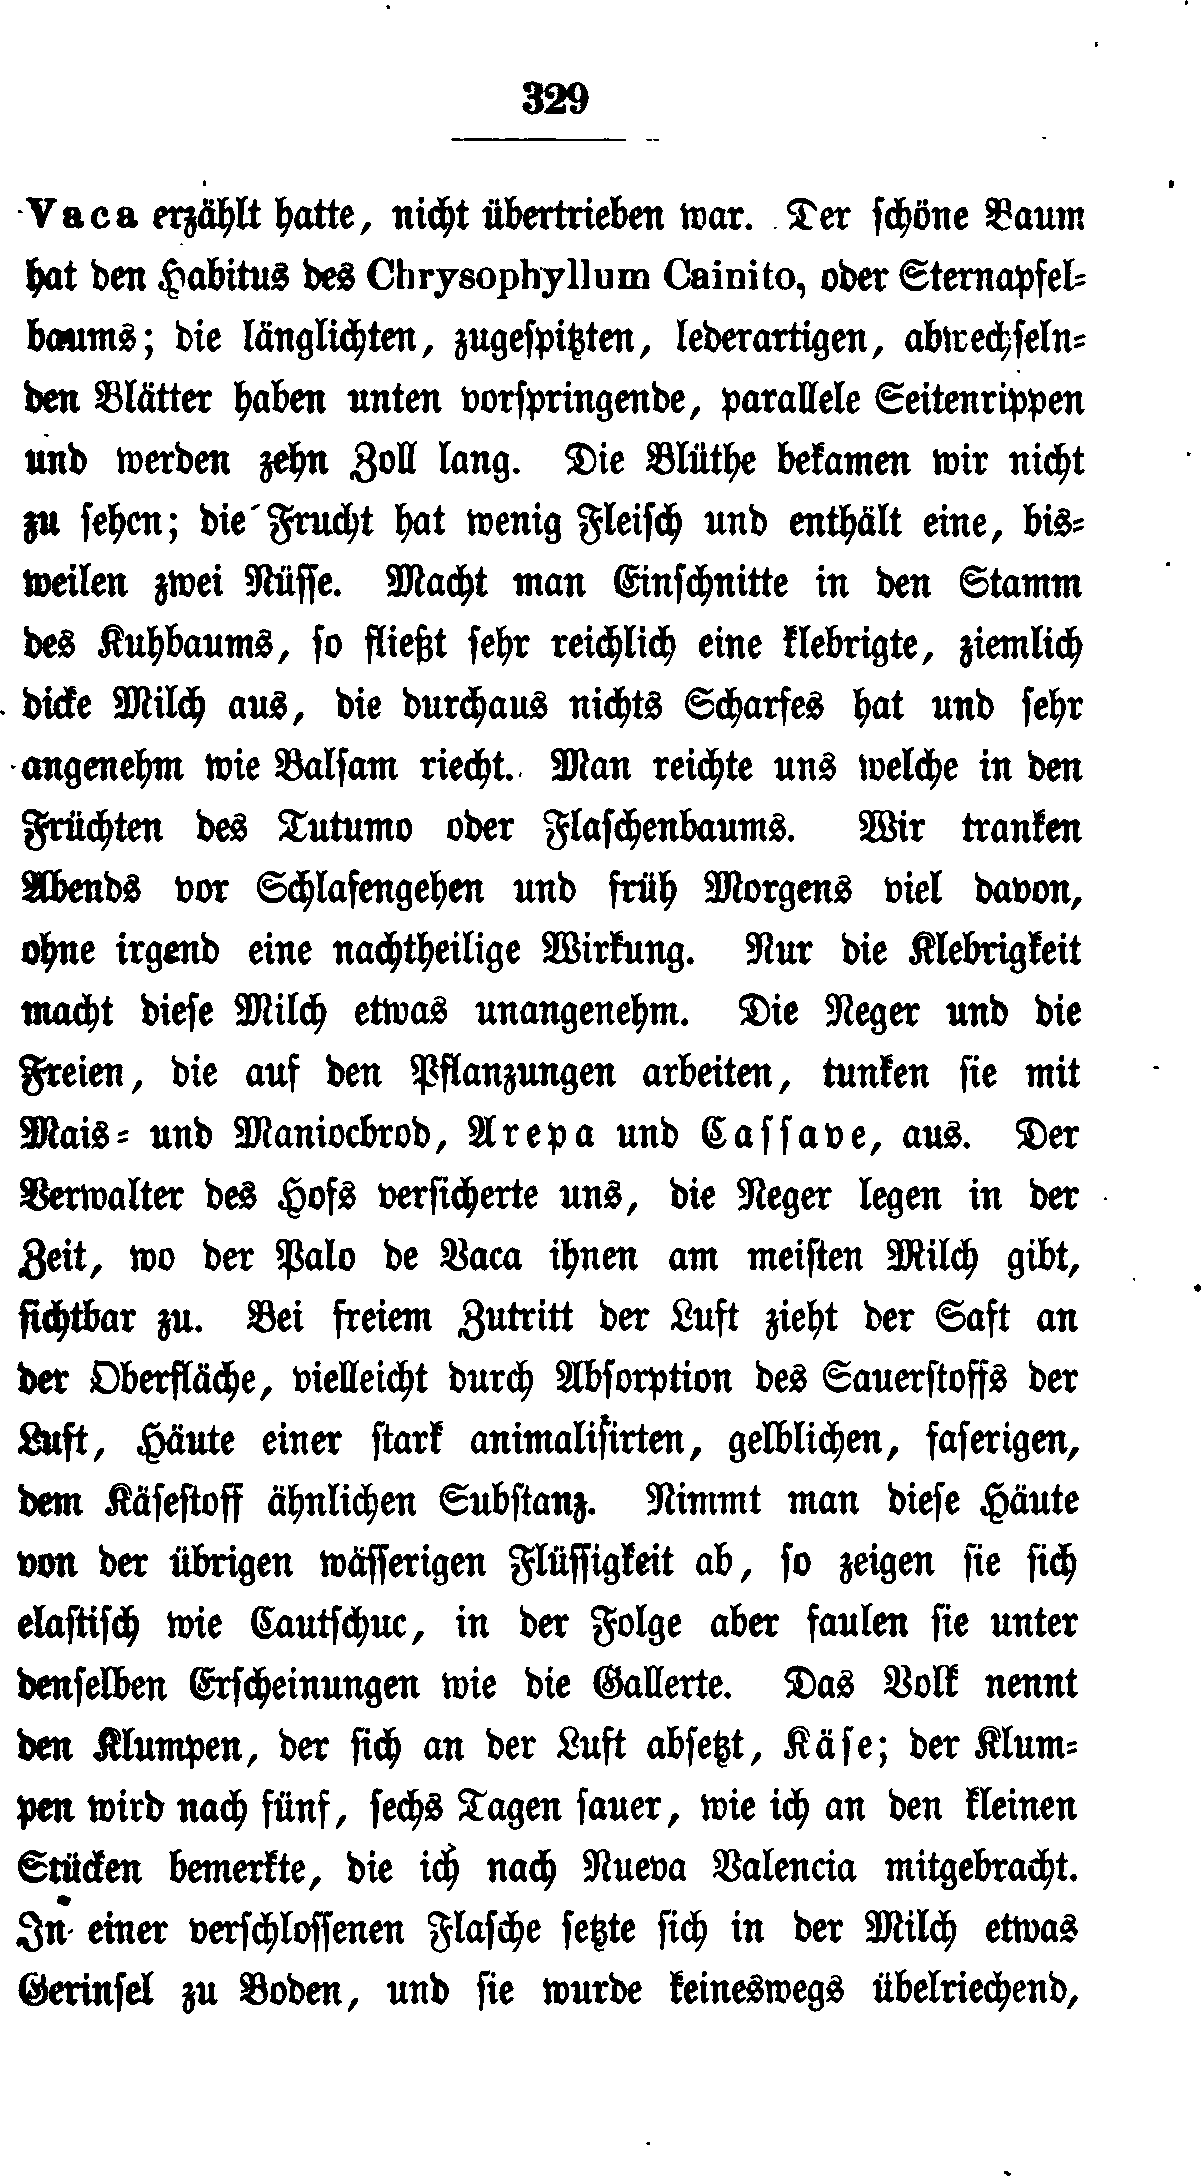 329
Vaca erzählt hatte, nicht übertrieben war. Der schöne Baum
hat den Habitus des Chrysophyllum Cainito, oder Sternapfel-
baums; die länglichten, zugespitzten, lederartigen, abwechseln-
den Blätter haben unten vorspringende, parallele Seitenrippen
und werden zehn Zoll lang. Die Blüthe bekamen wir nicht
zu sehen; die Frucht hat wenig Fleisch und enthält eine, bis-
weilen zwei Nüsse. Macht man Einschnitte in den Stamm
des Kuhbaums, so fließt sehr reichlich eine klebrigte, ziemlich
dicke Milch aus, die durchaus nichts Scharfes hat und sehr
angenehm wie Balsam riecht. Man reichte uns welche in den
Früchten des Tutumo oder Flaschenbaums. Wir tranken
Abends vor Schlafengehen und früh Morgens viel davon,
ohne irgend eine nachtheilige Wirkung. Nur die Klebrigkeit
macht diese Milch etwas unangenehm. Die Neger und die
Freien, die auf den Pflanzungen arbeiten, tunken sie mit
Mais- und Maniocbrod, Arepa und Cassave, aus. Der
Verwalter des Hofs versicherte uns, die Neger legen in der
Zeit, wo der Palo de Vaca ihnen am meisten Milch gibt,
sichtbar zu. Bei freiem Zutritt der Luft zieht der Saft an
der Oberfläche, vielleicht durch Absorption des Sauerstoffs der
Luft, Häute einer stark animalisirten, gelblichen, faserigen,
dem Käsestoff ähnlichen Substanz. Nimmt man diese Häute
von der übrigen wässerigen Flüssigkeit ab, so zeigen sie sich
elastisch wie Cautschuc, in der Folge aber faulen sie unter
denselben Erscheinungen wie die Gallerte. Das Volk nennt
den Klumpen, der sich an der Luft absetzt, Käse; der Klum-
pen wird nach fünf, sechs Tagen sauer, wie ich an den kleinen
Stücken bemerkte, die ich nach Nueva Valencia mitgebracht.
In einer verschlossenen Flasche setzte sich in der Milch etwas
Gerinsel zu Boden, und sie wurde keineswegs übelriechend,